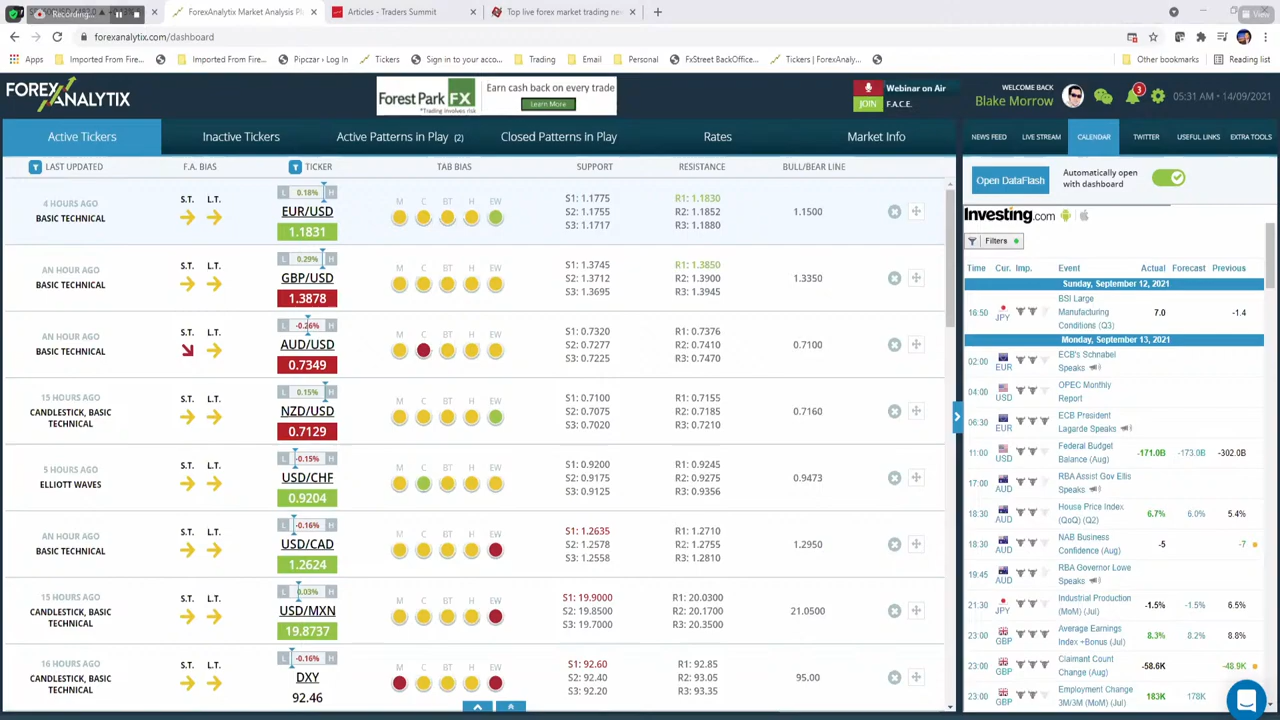 Recording...
ForexAnalytix Market Analysis Pl
Articles - Traders Summit
Top live forex market trading new
View
forexanalytix.com/dashboard
Apps
Imported From Fire...
Imported From Fire...
Pipczar › Log In
Tickers
Sign in to your acco...
Trading
Email
Personal
FxStreet BackOffice...
Tickers | ForexAnaly...
Other bookmarks
Reading list
FOREX ANALYTIX
Forest Park FX
*Trading involves risk.
Earn cash back on every trade
Learn More
Webinar on Air
JOIN F.A.C.E.
WELCOME BACK
Blake Morrow
3
05:31 AM • 14/09/2021
Active Tickers
Inactive Tickers
Active Patterns in Play (2)
Closed Patterns in Play
Rates
Market Info
NEWS FEED
LIVE STREAM
CALENDAR
TWITTER
USEFUL LINKS
EXTRA TOOLS
LAST UPDATED
F.A. BIAS
TICKER
TAB BIAS
SUPPORT
RESISTANCE
BULL/BEAR LINE
4 HOURS AGO
BASIC TECHNICAL
S.T. L.T.
L 0.18% H
EUR/USD
1.1831
M C BT H EW
S1: 1.1775
S2: 1.1755
S3: 1.1717
R1: 1.1830
R2: 1.1852
R3: 1.1880
1.1500
AN HOUR AGO
BASIC TECHNICAL
S.T. L.T.
L 0.29% H
GBP/USD
1.3878
M C BT H EW
S1: 1.3745
S2: 1.3712
S3: 1.3695
R1: 1.3850
R2: 1.3900
R3: 1.3945
1.3350
AN HOUR AGO
BASIC TECHNICAL
S.T. L.T.
L -0.26% H
AUD/USD
0.7349
M C BT H EW
S1: 0.7320
S2: 0.7277
S3: 0.7225
R1: 0.7376
R2: 0.7410
R3: 0.7470
0.7100
15 HOURS AGO
CANDLESTICK, BASIC
TECHNICAL
S.T. L.T.
L 0.15% H
NZD/USD
0.7129
M C BT H EW
S1: 0.7100
S2: 0.7075
S3: 0.7020
R1: 0.7155
R2: 0.7185
R3: 0.7210
0.7160
5 HOURS AGO
ELLIOTT WAVES
S.T. L.T.
L -0.15% H
USD/CHF
0.9204
M C BT H EW
S1: 0.9200
S2: 0.9175
S3: 0.9125
R1: 0.9245
R2: 0.9275
R3: 0.9356
0.9473
AN HOUR AGO
BASIC TECHNICAL
S.T. L.T.
L -0.16% H
USD/CAD
1.2624
M C BT H EW
S1: 1.2635
S2: 1.2578
S3: 1.2558
R1: 1.2710
R2: 1.2755
R3: 1.2810
1.2950
15 HOURS AGO
CANDLESTICK, BASIC
TECHNICAL
S.T. L.T.
L 0.03% H
USD/MXN
19.8737
M C BT H EW
S1: 19.9000
S2: 19.8500
S3: 19.7000
R1: 20.0300
R2: 20.1700
R3: 20.3500
21.0500
16 HOURS AGO
CANDLESTICK, BASIC
TECHNICAL
S.T. L.T.
L -0.16% H
DXY
92.46
M C BT H EW
S1: 92.60
S2: 92.40
S3: 92.20
R1: 92.85
R2: 93.05
R3: 93.35
95.00
Open DataFlash
Automatically open
with dashboard
Investing.com
Filters
Time Cur. Imp. Event Actual Forecast Previous
Sunday, September 12, 2021
16:50 JPY BSI Large
Manufacturing
Conditions (Q3) 7.0 -1.4
Monday, September 13, 2021
02:00 EUR ECB's Schnabel
Speaks
04:00 USD OPEC Monthly
Report
06:30 EUR ECB President
Lagarde Speaks
11:00 USD Federal Budget
Balance (Aug) -171.0B -173.0B -302.0B
17:00 AUD RBA Assist Gov Ellis
Speaks
18:30 AUD House Price Index
(QoQ) (Q2) 6.7% 6.0% 5.4%
18:30 AUD NAB Business
Confidence (Aug) -5 -7
19:45 AUD RBA Governor Lowe
Speaks
21:30 JPY Industrial Production
(MoM) (Jul) -1.5% -1.5% 6.5%
23:00 GBP Average Earnings
Index +Bonus (Jul) 8.3% 8.2% 8.8%
23:00 GBP Claimant Count
Change (Aug) -58.6K -48.9K
23:00 GBP Employment Change
3M/3M (MoM) (Jul) 183K 178K